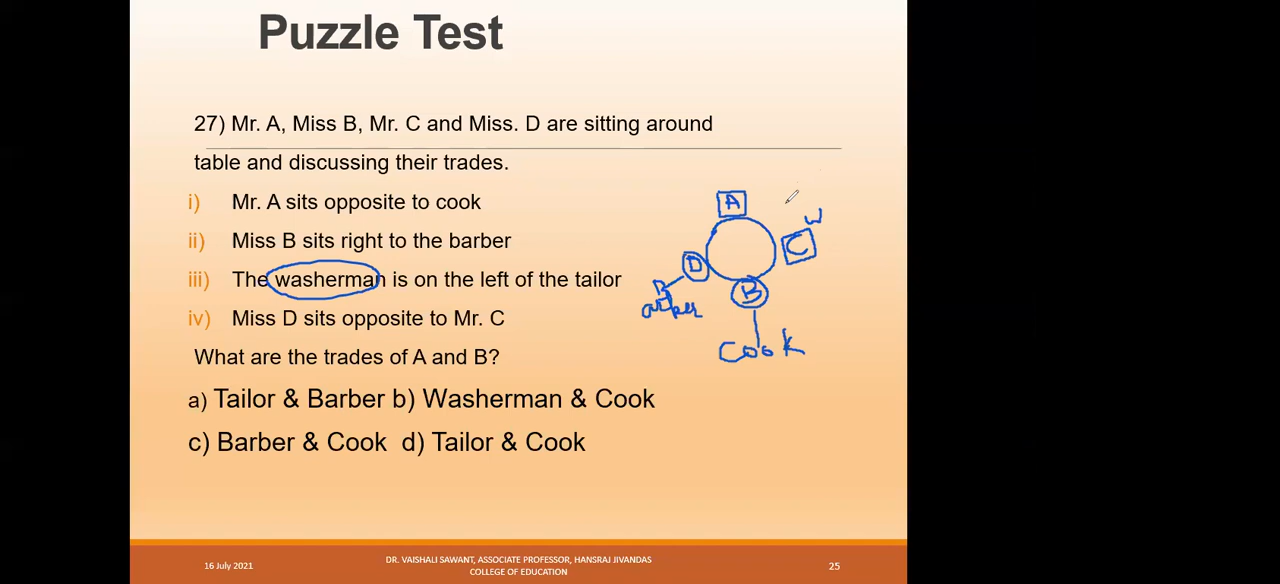 Puzzle Test
27) Mr. A, Miss B, Mr. C and Miss. D are sitting around
table and discussing their trades.
i) Mr. A sits opposite to cook
ii) Miss B sits right to the barber
iii) The washerman is on the left of the tailor
iv) Miss D sits opposite to Mr. C
What are the trades of A and B?
a) Tailor & Barber b) Washerman & Cook
c) Barber & Cook d) Tailor & Cook
A
W
C
D
B
Barber
Cook
16 July 2021
DR. VAISHALI SAWANT, ASSOCIATE PROFESSOR, HANSRAJ JIVANDAS
COLLEGE OF EDUCATION
25